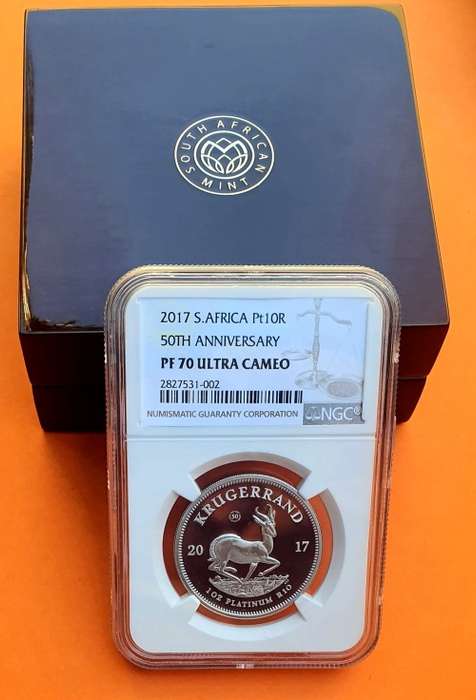 SOUTH AFRICAN
MINT
2017 S.AFRICA Pt10R
50TH ANNIVERSARY
PF 70 ULTRA CAMEO
2827531-002
NUMISMATIC GUARANTY CORPORATION
NGC®
KRUGERRAND
50
20 17
1OZ PLATINUM R10